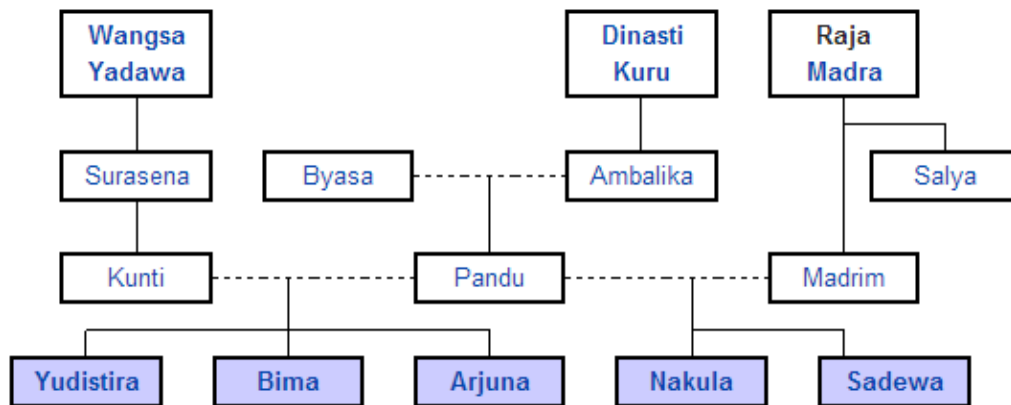 Wangsa
Yadawa
Dinasti
Kuru
Raja
Madra
Surasena
Byasa
Ambalika
Salya
Kunti
Pandu
Madrim
Yudistira
Bima
Arjuna
Nakula
Sadewa